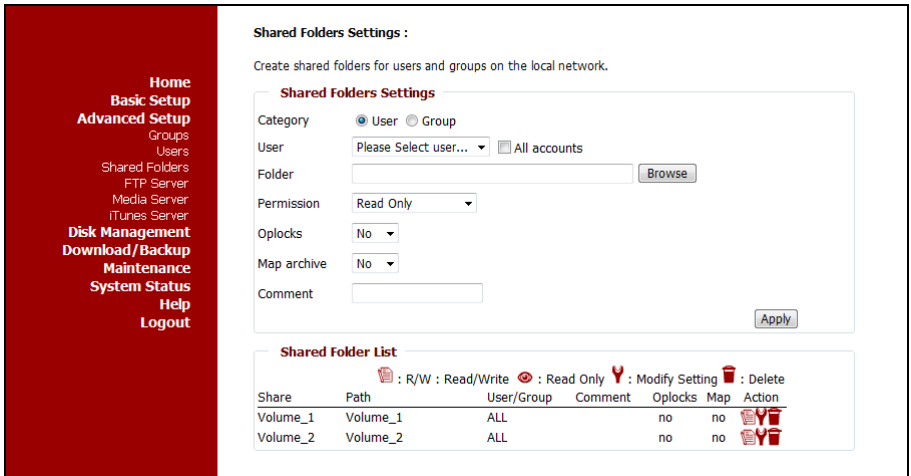 Home
Basic Setup
Advanced Setup
Groups
Users
Shared Folders
FTP Server
Media Server
iTunes Server
Disk Management
Download/Backup
Maintenance
System Status
Help
Logout
Shared Folders Settings :
Create shared folders for users and groups on the local network.
Shared Folders Settings
Category User Group
User Please Select user... All accounts
Folder Browse
Permission Read Only
Oplocks No
Map archive No
Comment
Apply
Shared Folder List
: R/W : Read/Write : Read Only : Modify Setting : Delete
Share Path User/Group Comment Oplocks Map Action
Volume_1 Volume_1 ALL no no
Volume_2 Volume_2 ALL no no